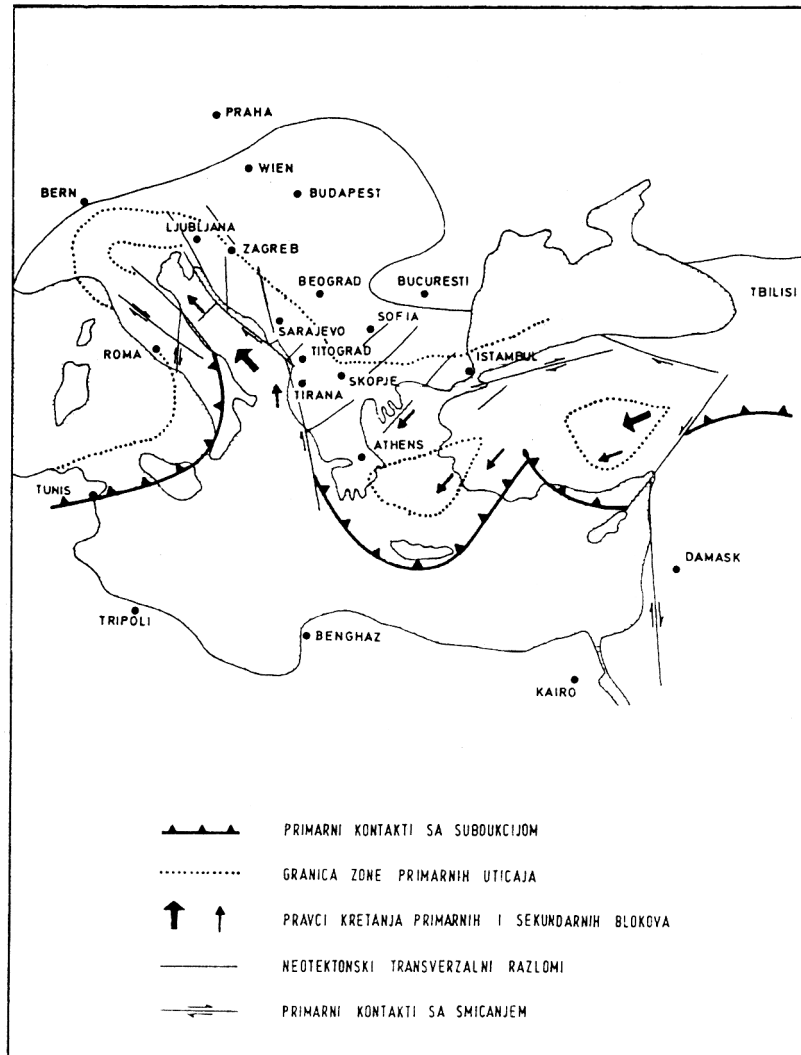 PRAHA
WIEN
BERN
BUDAPEST
LJUBLJANA
ZAGREB
BEOGRAD
BUCURESTI
TBILISI
SARAJEVO
SOFIA
ROMA
TITOGRAD
ISTAMBUL
SKOPJE
TIRANA
ATHENS
TUNIS
DAMASK
TRIPOLI
BENGHAZ
KAIRO
PRIMARNI KONTAKTI SA SUBDUKCIJOM
GRANICA ZONE PRIMARNIH UTICAJA
PRAVCI KRETANJA PRIMARNIH I SEKUNDARNIH BLOKOVA
NEOTEKTONSKI TRANSVERZALNI RAZLOMI
PRIMARNI KONTAKTI SA SMICANJEM